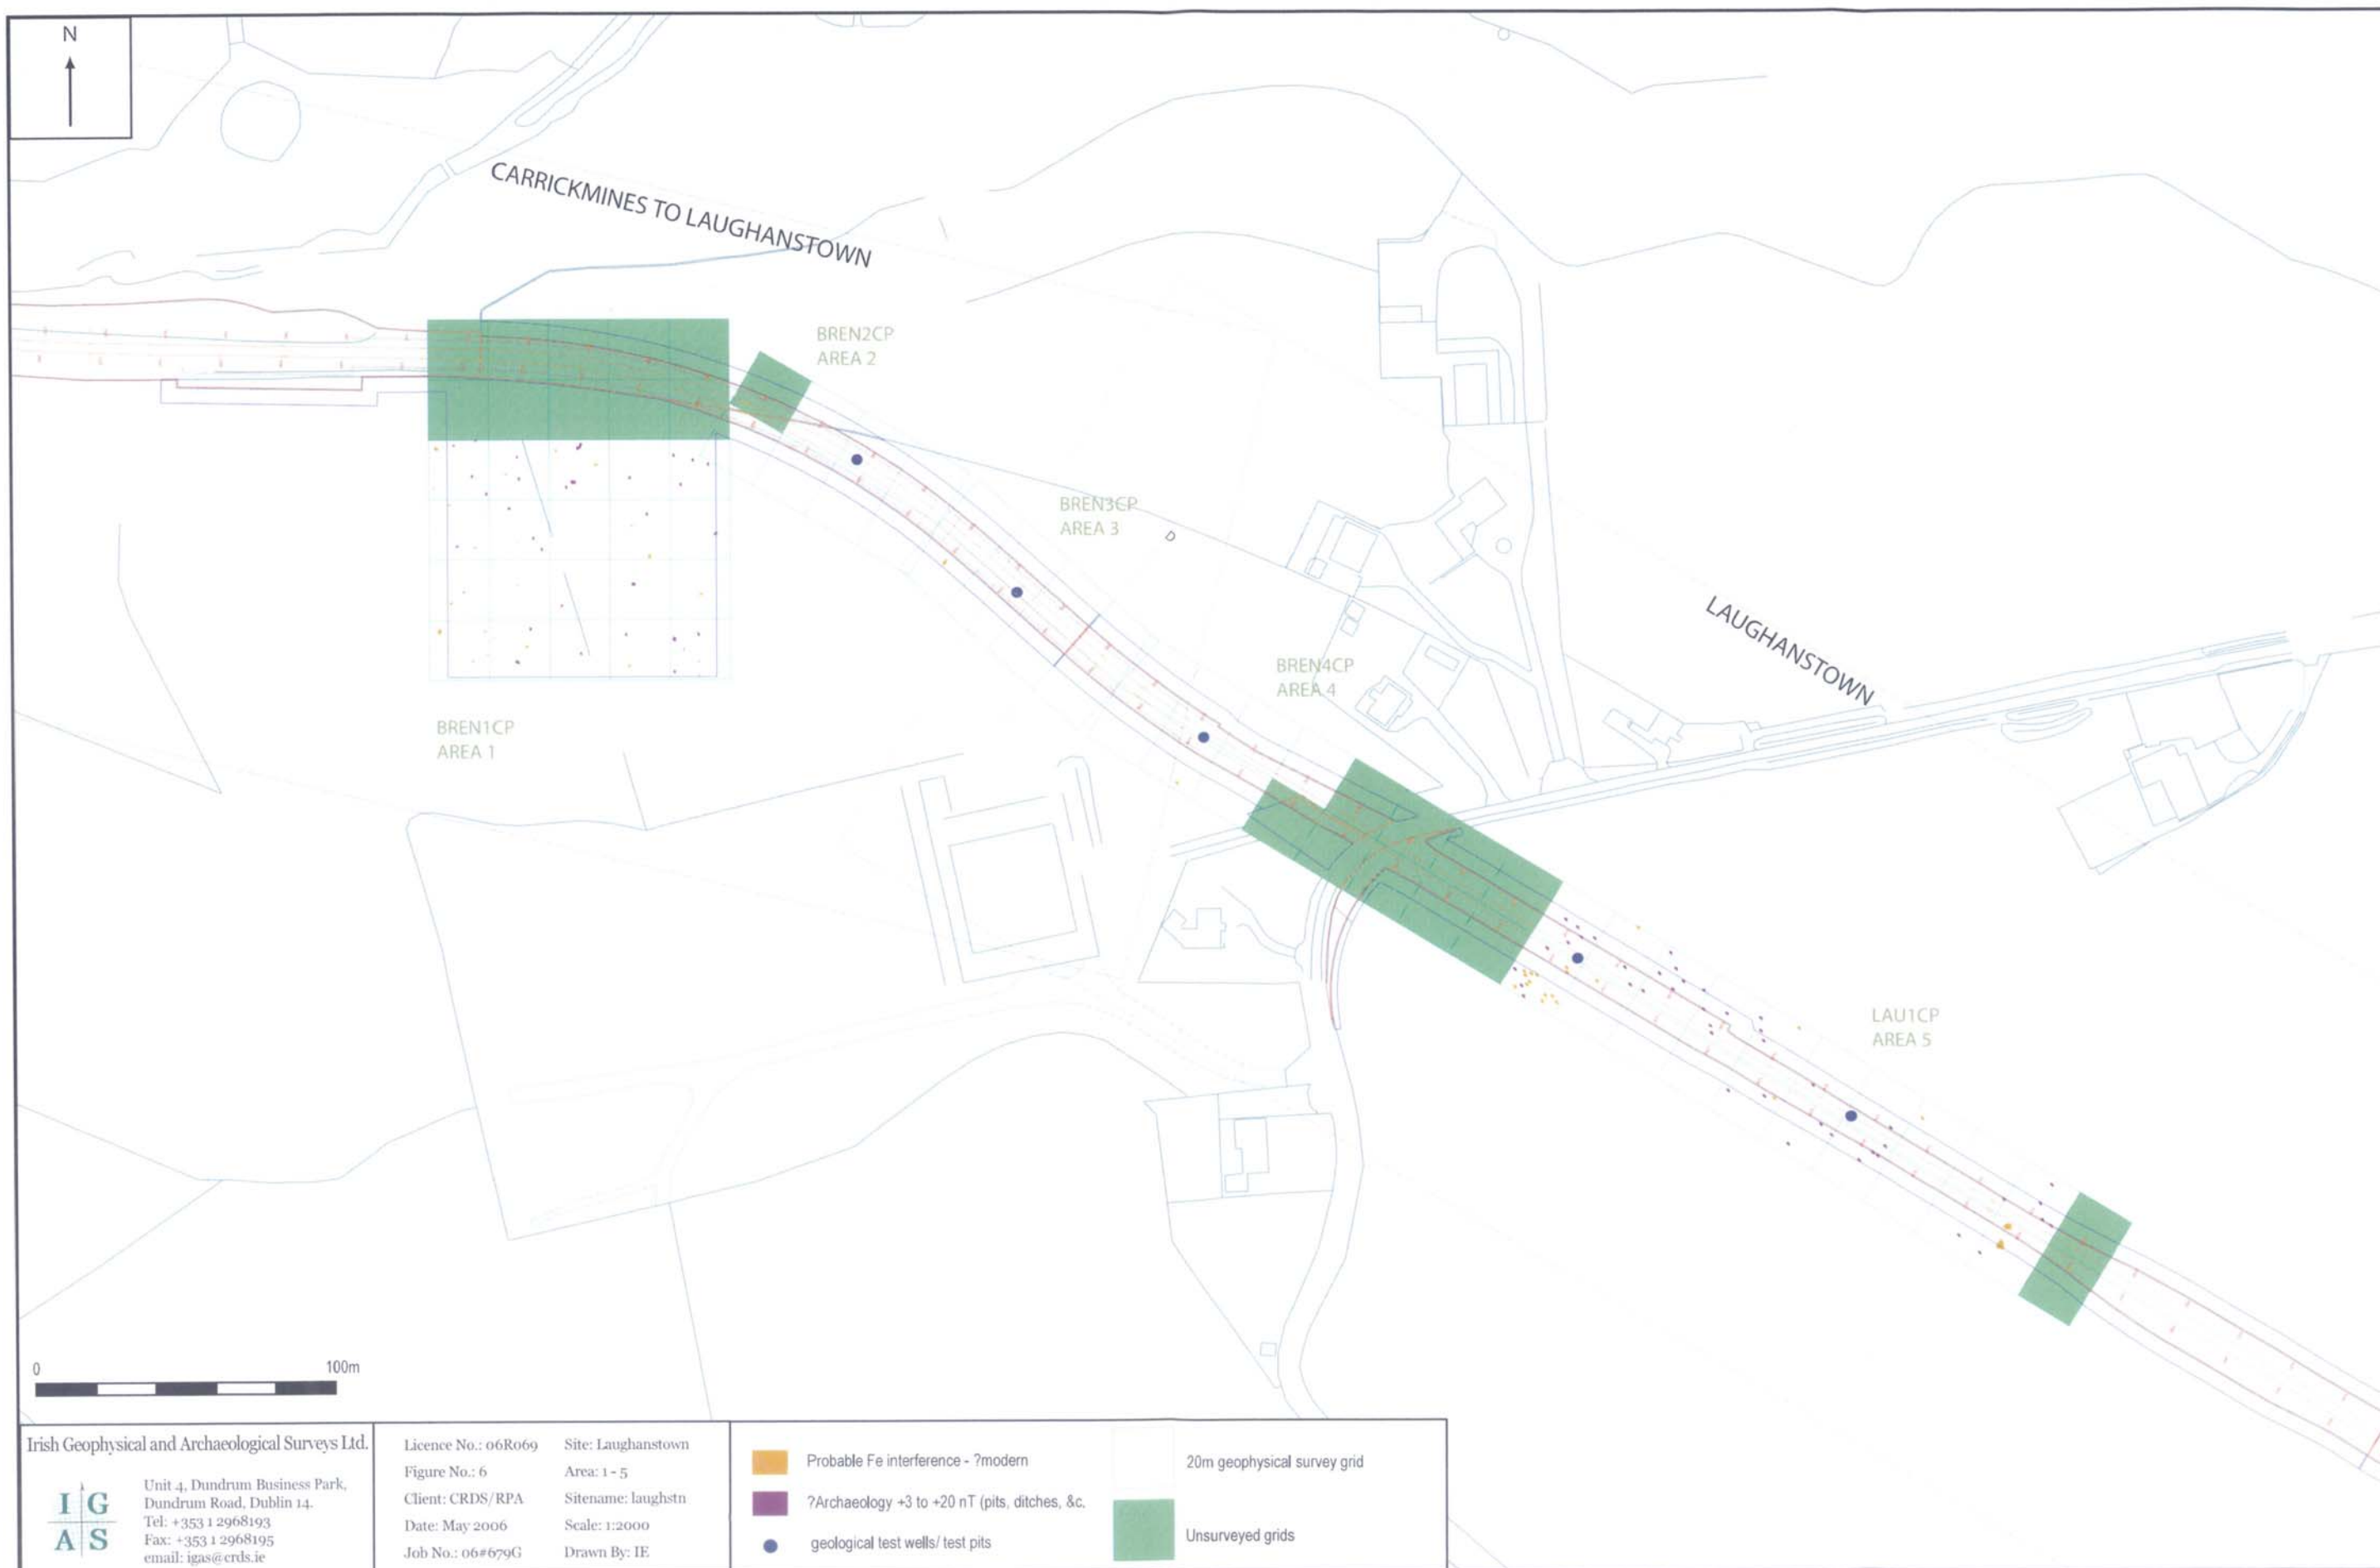 N
CARRICKMINES TO LAUGHANSTOWN
BREN2CP
AREA 2
BREN3CP
AREA 3
D
LAUGHANSTOWN
BREN4CP
AREA 4
BREN1CP
AREA 1
LAU1CP
AREA 5
0 100m
Irish Geophysical and Archaeological Surveys Ltd.
I G
A S
Unit 4, Dundrum Business Park,
Dundrum Road, Dublin 14.
Tel: +353 1 2968193
Fax: +353 1 2968195
email: igas@crds.ie
Licence No.: 06R069
Figure No.: 6
Client: CRDS/RPA
Date: May 2006
Job No.: 06#679G
Site: Laughanstown
Area: 1 - 5
Sitename: laughstn
Scale: 1:2000
Drawn By: IE
Probable Fe interference - ?modern
?Archaeology +3 to +20 nT (pits, ditches, &c.
geological test wells/ test pits
20m geophysical survey grid
Unsurveyed grids